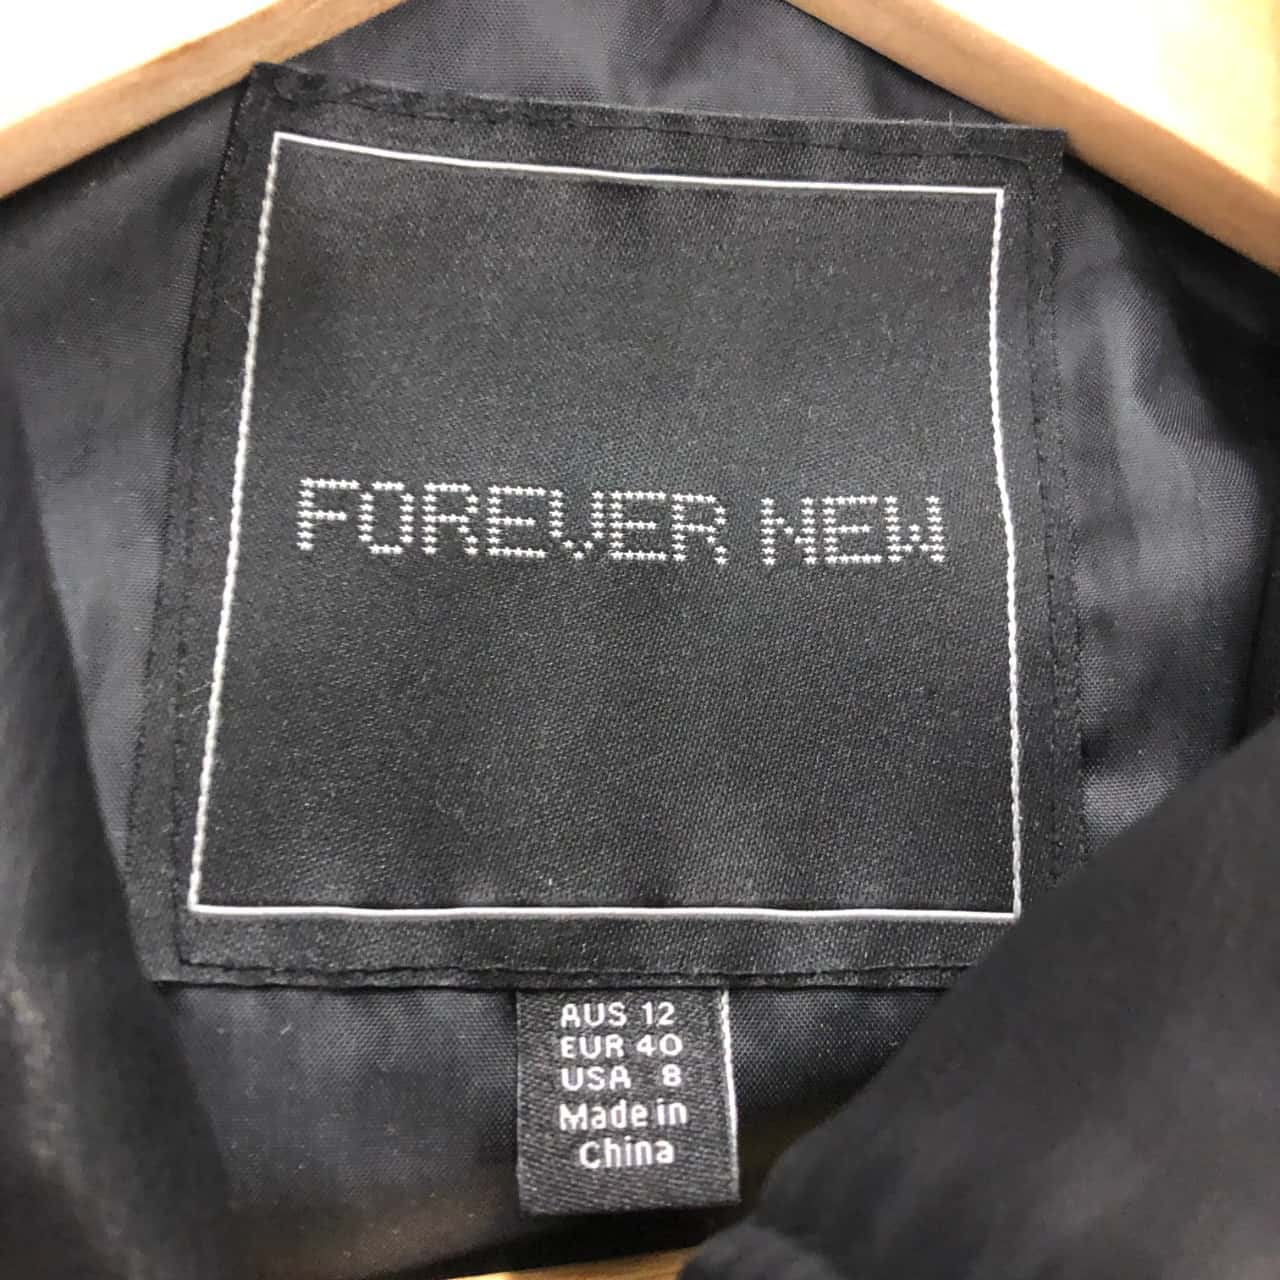 FOREVER NEW
AUS 12
EUR 40
USA 8
Made in
China